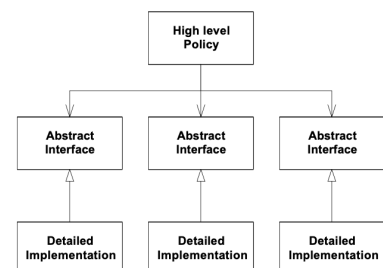 High level
Policy
Abstract
Interface
Abstract
Interface
Abstract
Interface
Detailed
Implementation
Detailed
Implementation
Detailed
Implementation